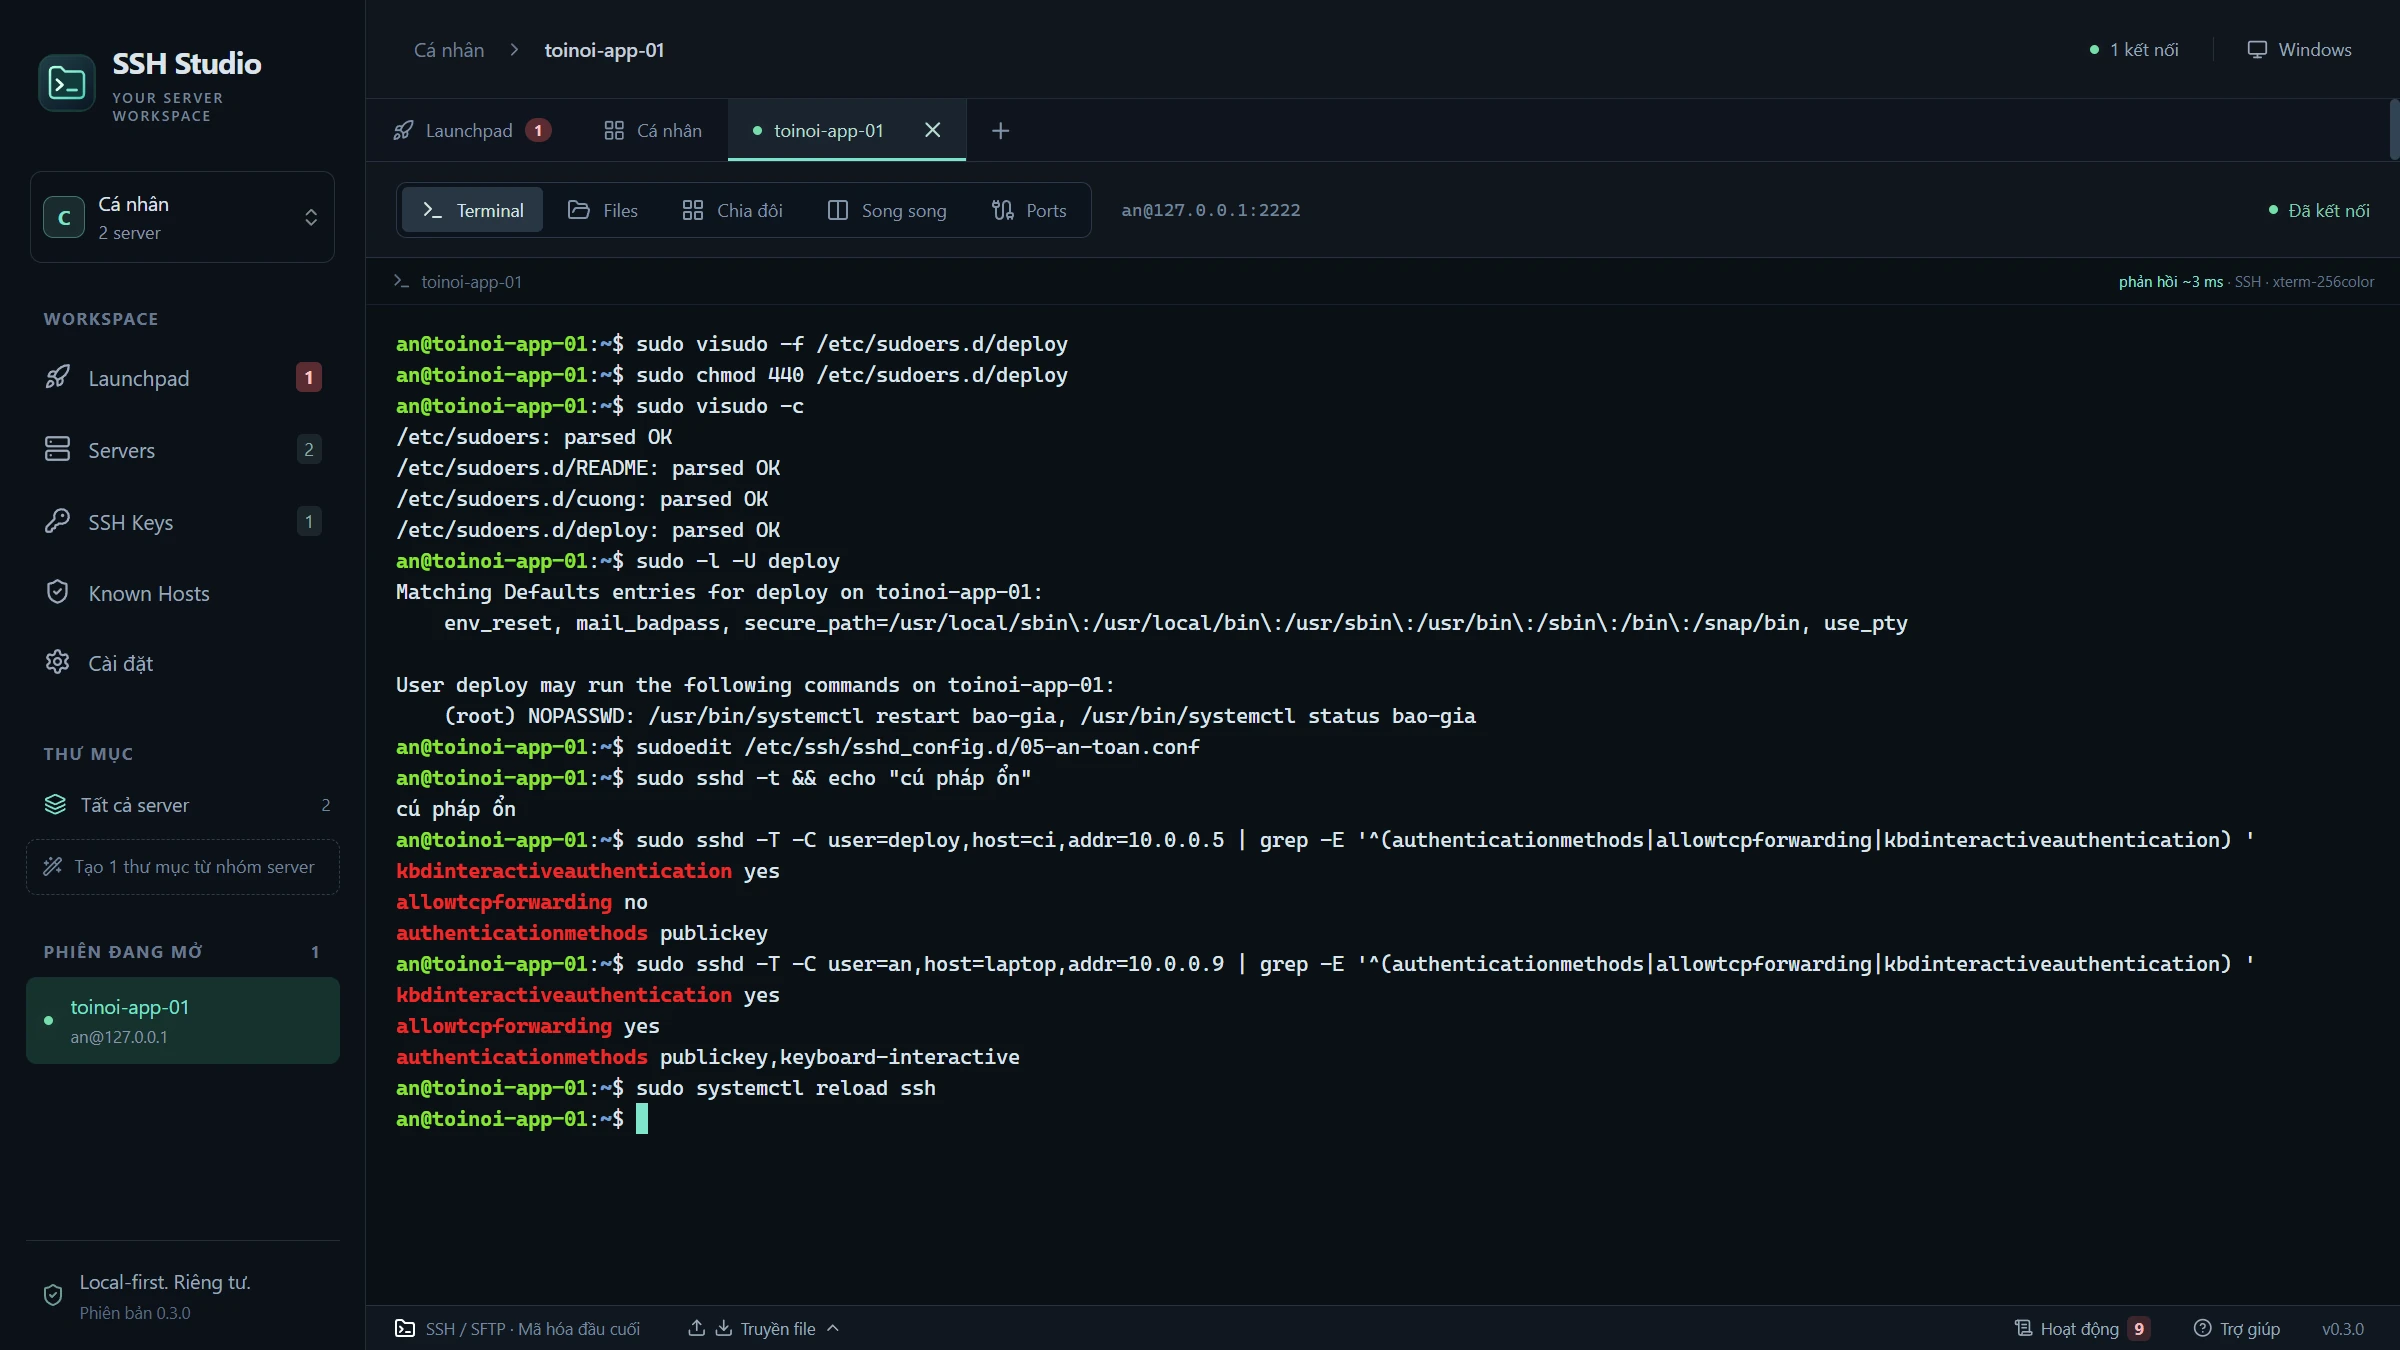 SSH Studio
YOUR SERVER
WORKSPACE
C
Cá nhân
2 server
WORKSPACE
Launchpad 1
Servers 2
SSH Keys 1
Known Hosts
Cài đặt
THƯ MỤC
Tất cả server 2
Tạo 1 thư mục từ nhóm server
PHIÊN ĐANG MỞ 1
toinoi-app-01
an@127.0.0.1
Local-first. Riêng tư.
Phiên bản 0.3.0
Cá nhân > toinoi-app-01
1 kết nối
Windows
Launchpad 1
Cá nhân
toinoi-app-01
Terminal
Files
Chia đôi
Song song
Ports
an@127.0.0.1:2222
Đã kết nối
toinoi-app-01
phản hồi ~3 ms · SSH · xterm-256color
an@toinoi-app-01:~$ sudo visudo -f /etc/sudoers.d/deploy
an@toinoi-app-01:~$ sudo chmod 440 /etc/sudoers.d/deploy
an@toinoi-app-01:~$ sudo visudo -c
/etc/sudoers: parsed OK
/etc/sudoers.d/README: parsed OK
/etc/sudoers.d/cuong: parsed OK
/etc/sudoers.d/deploy: parsed OK
an@toinoi-app-01:~$ sudo -l -U deploy
Matching Defaults entries for deploy on toinoi-app-01:
    env_reset, mail_badpass, secure_path=/usr/local/sbin\:/usr/local/bin\:/usr/sbin\:/usr/bin\:/sbin\:/bin\:/snap/bin, use_pty
User deploy may run the following commands on toinoi-app-01:
    (root) NOPASSWD: /usr/bin/systemctl restart bao-gia, /usr/bin/systemctl status bao-gia
an@toinoi-app-01:~$ sudoedit /etc/ssh/sshd_config.d/05-an-toan.conf
an@toinoi-app-01:~$ sudo sshd -t && echo "cú pháp ổn"
cú pháp ổn
an@toinoi-app-01:~$ sudo sshd -T -C user=deploy,host=ci,addr=10.0.0.5 | grep -E '^(authenticationmethods|allowtcpforwarding|kbdinteractiveauthentication) '
kbdinteractiveauthentication yes
allowtcpforwarding no
authenticationmethods publickey
an@toinoi-app-01:~$ sudo sshd -T -C user=an,host=laptop,addr=10.0.0.9 | grep -E '^(authenticationmethods|allowtcpforwarding|kbdinteractiveauthentication) '
kbdinteractiveauthentication yes
allowtcpforwarding yes
authenticationmethods publickey,keyboard-interactive
an@toinoi-app-01:~$ sudo systemctl reload ssh
an@toinoi-app-01:~$
SSH / SFTP · Mã hóa đầu cuối
Truyền file
Hoạt động 9
Trợ giúp
v0.3.0